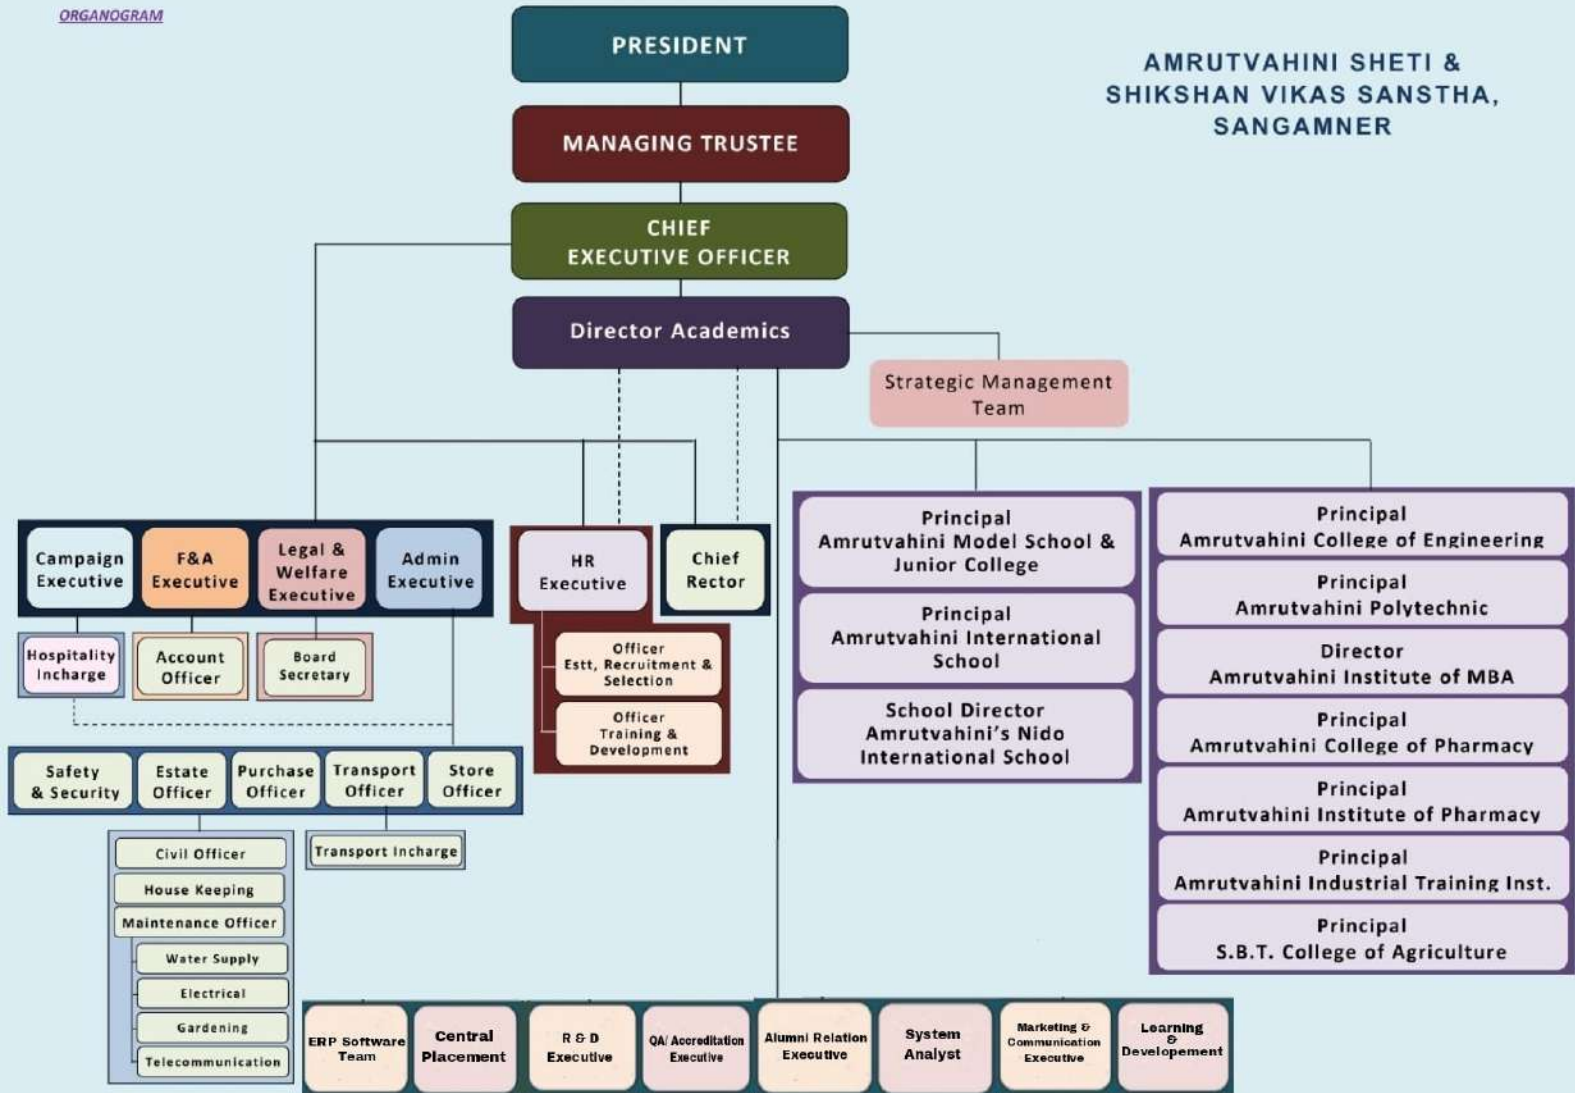 ORGANOGRAM
PRESIDENT
AMRUTVAHINI SHETI &
SHIKSHAN VIKAS SANSTHA,
SANGAMNER
MANAGING TRUSTEE
CHIEF
EXECUTIVE OFFICER
Director Academics
Strategic Management
Team
Campaign
Executive
F&A
Executive
Legal &
Welfare
Executive
Admin
Executive
HR
Executive
Chief
Rector
Hospitality
Incharge
Account
Officer
Board
Secretary
Officer
Estt, Recruitment &
Selection
Officer
Training &
Development
Safety
& Security
Estate
Officer
Purchase
Officer
Transport
Officer
Store
Officer
Civil Officer
House Keeping
Maintenance Officer
Water Supply
Electrical
Gardening
Telecommunication
Transport Incharge
Principal
Amrutvahini Model School &
Junior College
Principal
Amrutvahini International
School
School Director
Amrutvahini’s Nido
International School
Principal
Amrutvahini College of Engineering
Principal
Amrutvahini Polytechnic
Director
Amrutvahini Institute of MBA
Principal
Amrutvahini College of Pharmacy
Principal
Amrutvahini Institute of Pharmacy
Principal
Amrutvahini Industrial Training Inst.
Principal
S.B.T. College of Agriculture
ERP Software
Team
Central
Placement
R & D
Executive
QA/ Accreditation
Executive
Alumni Relation
Executive
System
Analyst
Marketing &
Communication
Executive
Learning
&
Developement